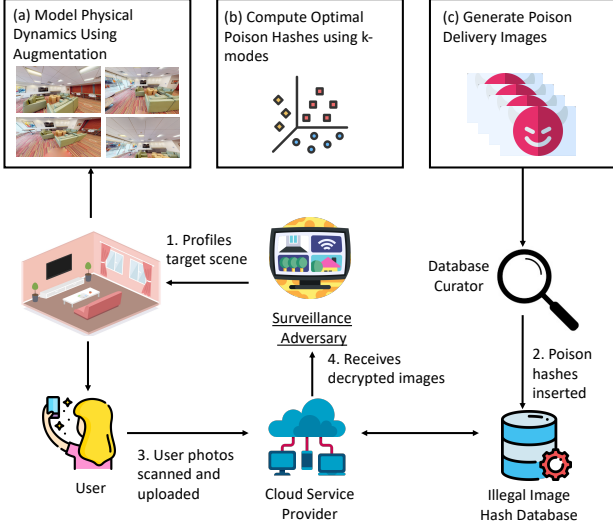 (a) Model Physical
Dynamics Using
Augmentation
(b) Compute Optimal
Poison Hashes using k-
modes
(c) Generate Poison
Delivery Images
1. Profiles
target scene
Surveillance
Adversary
Database
Curator
2. Poison
hashes
inserted
4. Receives
decrypted images
3. User photos
scanned and
uploaded
User
Cloud Service
Provider
Illegal Image
Hash Database